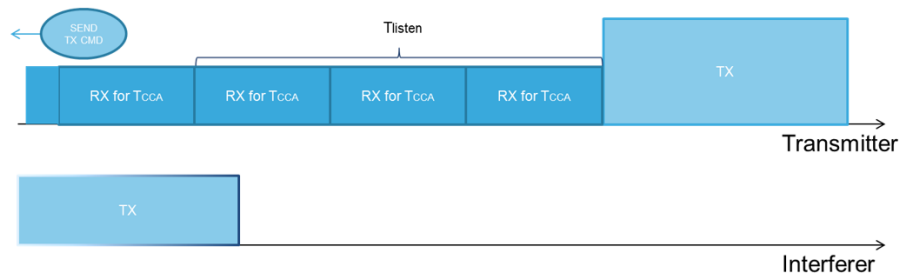 SEND
TX CMD
Tlisten
RX for TCCA
RX for TCCA
RX for TCCA
RX for TCCA
TX
Transmitter
TX
Interferer